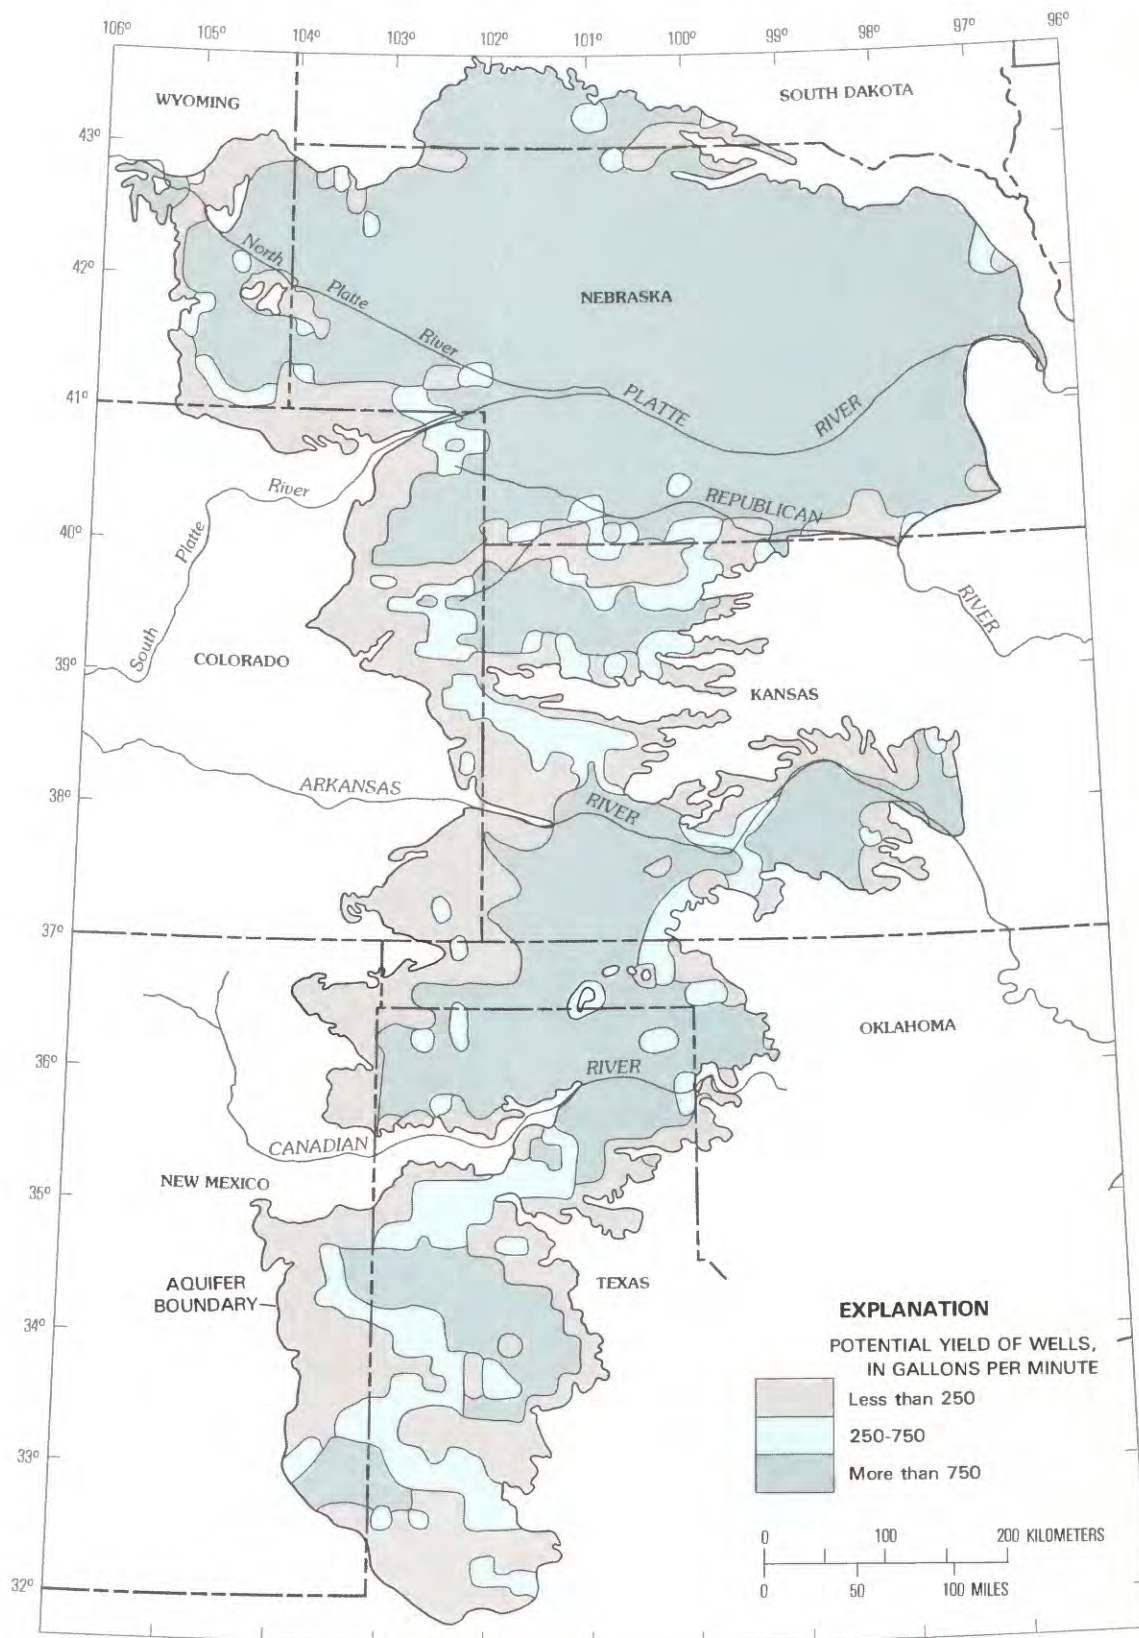 106°
105°
104°
103°
102°
101°
100°
99°
98°
97°
96°
WYOMING
SOUTH DAKOTA
43°
North
Platte
River
42°
NEBRASKA
41°
PLATTE
RIVER
River
Platte
South
REPUBLICAN
RIVER
40°
39°
COLORADO
KANSAS
ARKANSAS
RIVER
38°
37°
OKLAHOMA
36°
RIVER
CANADIAN
NEW MEXICO
35°
AQUIFER
BOUNDARY
TEXAS
34°
33°
32°
EXPLANATION
POTENTIAL YIELD OF WELLS,
IN GALLONS PER MINUTE
Less than 250
250-750
More than 750
0 100 200 KILOMETERS
0 50 100 MILES